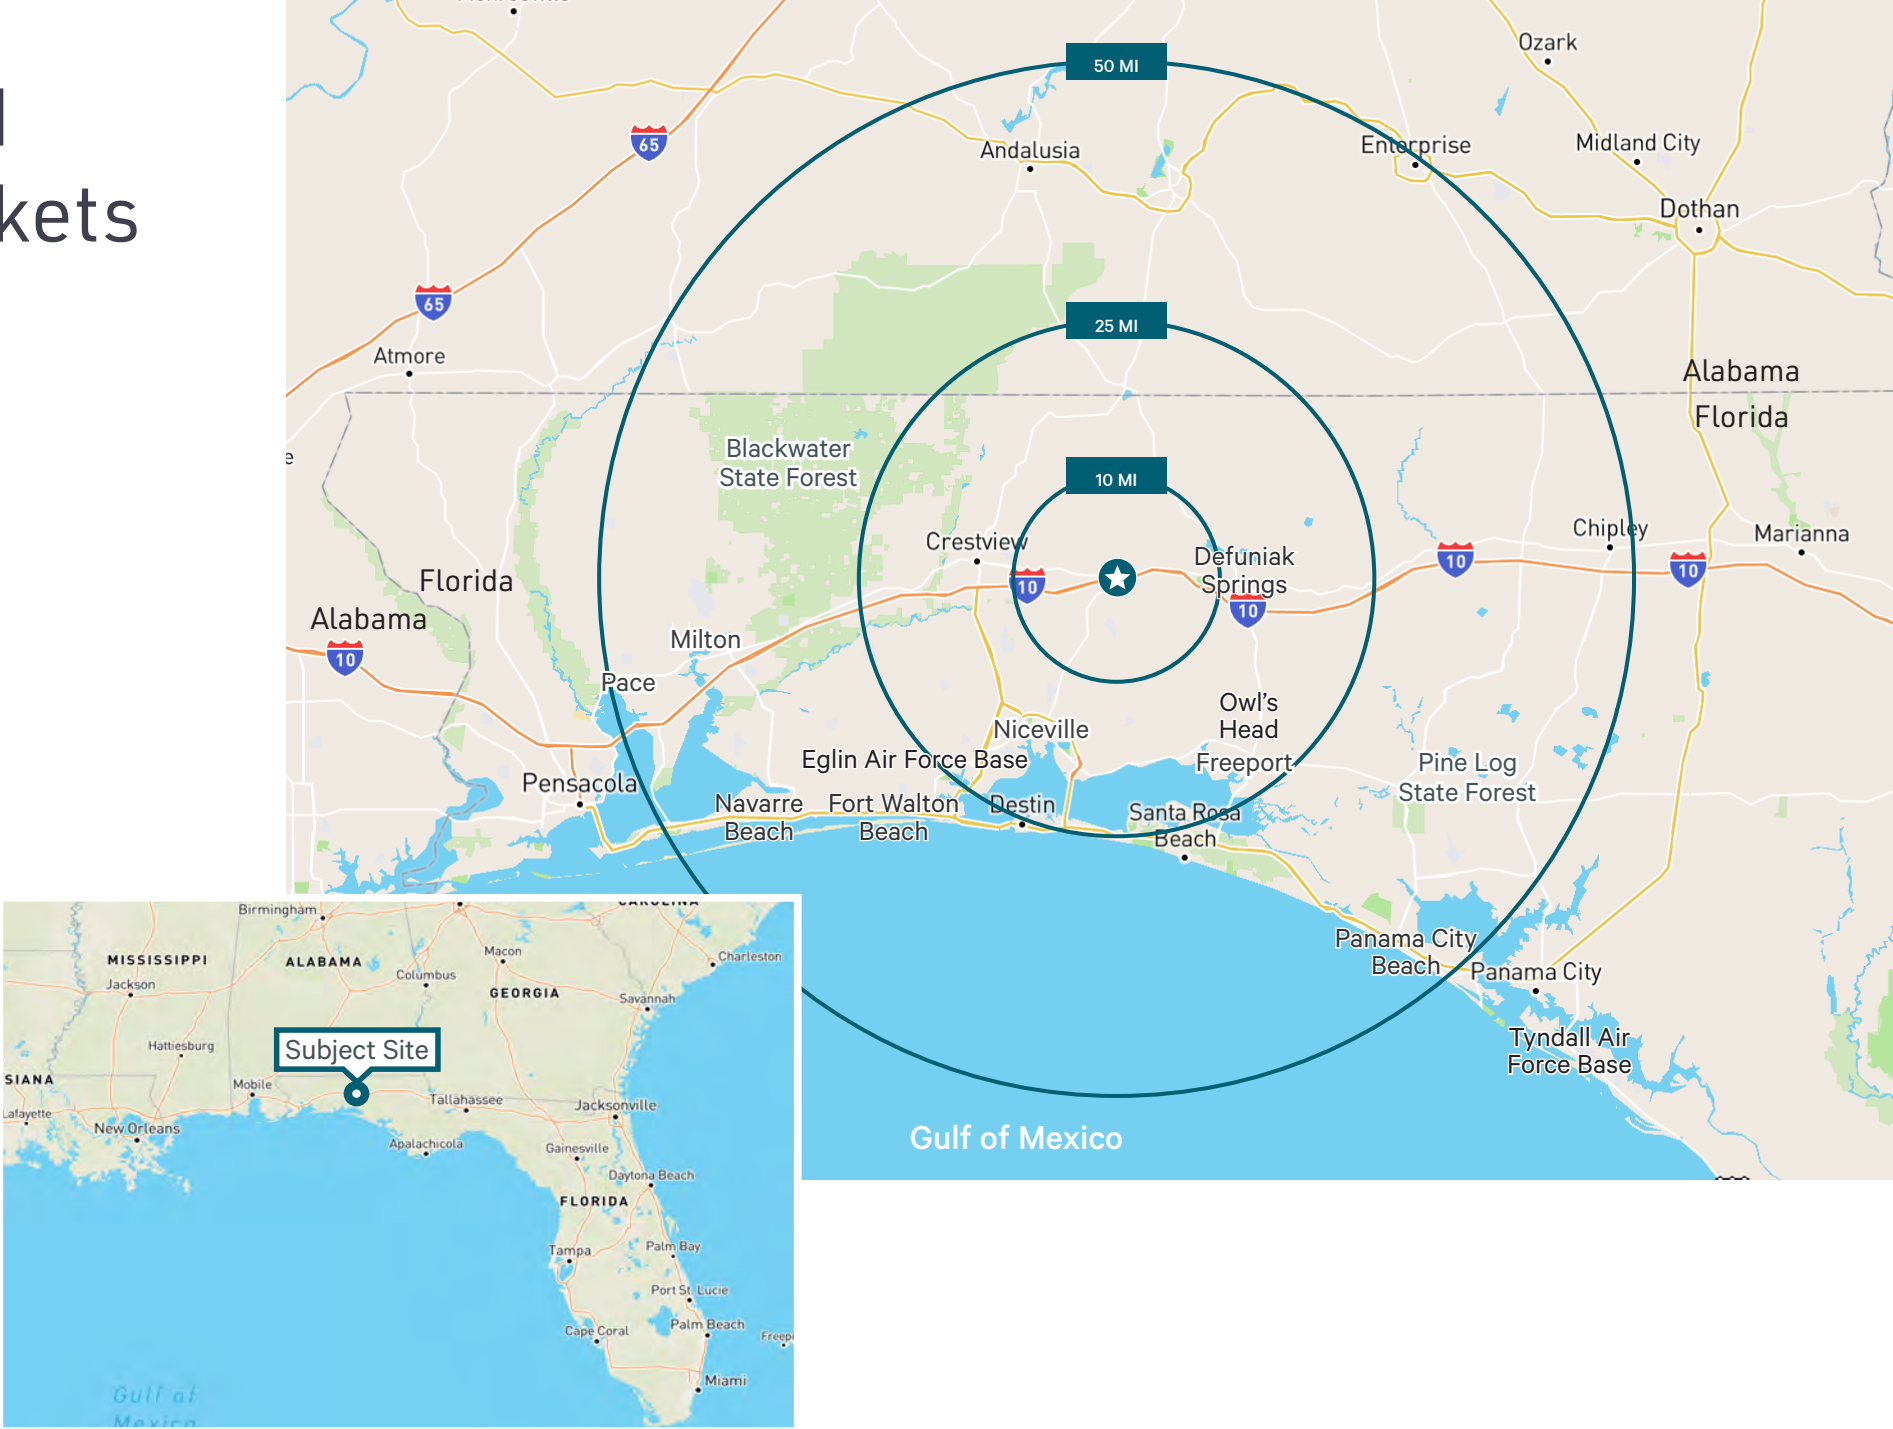 kets
50 MI
Ozark
65
Andalusia
Enterprise
Midland City
Dothan
65
25 MI
Atmore
Alabama
Florida
Blackwater
State Forest
10 MI
Crestview
Defuniak
Springs
Chipley
Marianna
10
10
10
10
Florida
Alabama
10
Milton
Pace
Owl's
Head
Niceville
Eglin Air Force Base
Freeport
Pine Log
State Forest
Pensacola
Navarre
Beach
Fort Walton
Beach
Destin
Santa Rosa
Beach
Panama City
Beach
Panama City
Tyndall Air
Force Base
Gulf of Mexico
Birmingham
CAROLINA
MISSISSIPPI
ALABAMA
Macon
Charleston
Jackson
Columbus
GEORGIA
Savannah
Hattiesburg
Subject Site
SIANA
Mobile
Tallahassee
Jacksonville
Lafayette
New Orleans
Apalachicola
Gainesville
Daytona Beach
FLORIDA
Tampa
Palm Bay
Port St. Lucie
Cape Coral
Palm Beach
Freep
Miami
Gulf of
Mexico